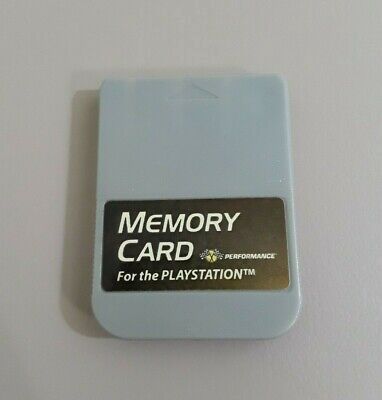 MEMORY
CARD PERFORMANCE
For the PLAYSTATION™